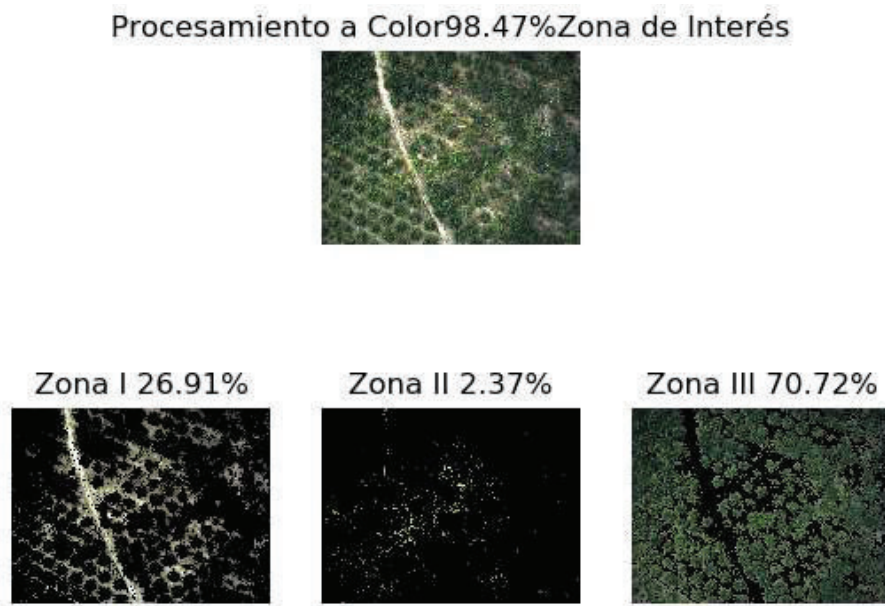 Procesamiento a Color98.47%Zona de Interés
Zona I 26.91%
Zona II 2.37%
Zona III 70.72%